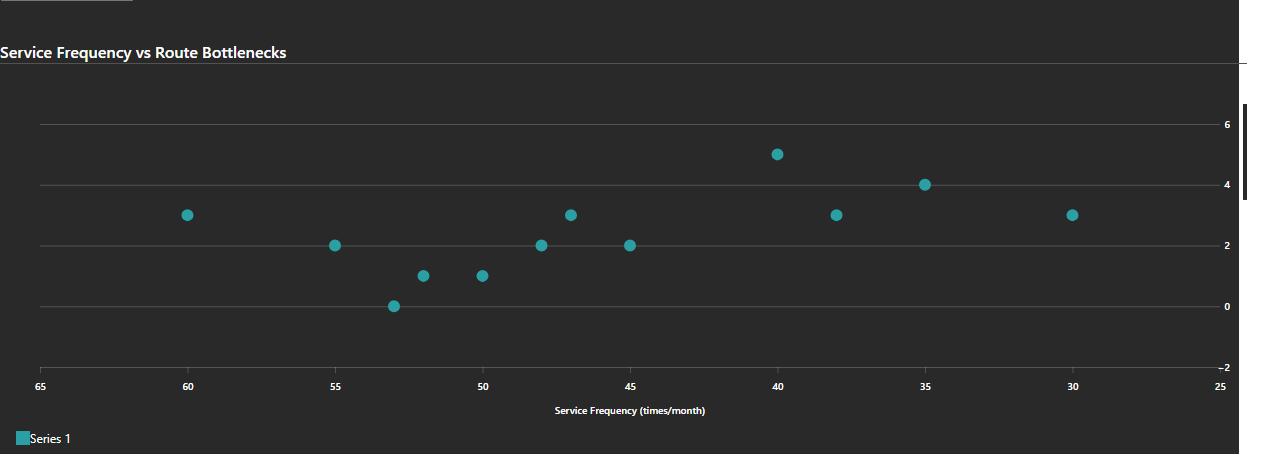 Service Frequency vs Route Bottlenecks
6
4
2
0
-2
65 60 55 50 45 40 35 30 25
Service Frequency (times/month)
Series 1